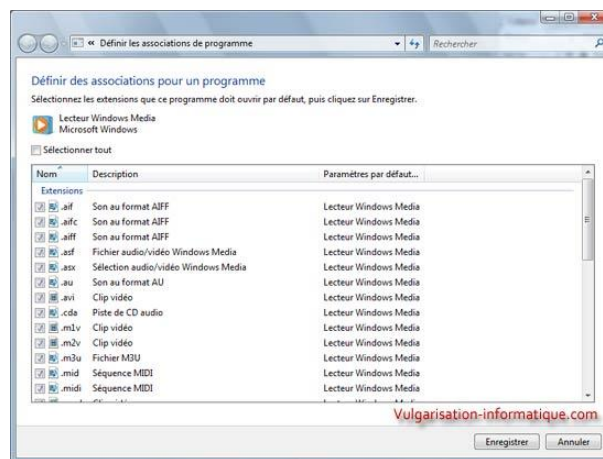 « Définir les associations de programme
Rechercher
Définir des associations pour un programme
Sélectionnez les extensions que ce programme doit ouvrir par défaut, puis cliquez sur Enregistrer.
Lecteur Windows Media
Microsoft Windows
Sélectionner tout
Nom Description Paramètres par défaut...
Extensions
.aif Son au format AIFF Lecteur Windows Media
.aifc Son au format AIFF Lecteur Windows Media
.aiff Son au format AIFF Lecteur Windows Media
.asf Fichier audio/vidéo Windows Media Lecteur Windows Media
.asx Sélection audio/vidéo Windows Media Lecteur Windows Media
.au Son au format AU Lecteur Windows Media
.avi Clip vidéo Lecteur Windows Media
.cda Piste de CD audio Lecteur Windows Media
.m1v Clip vidéo Lecteur Windows Media
.m2v Clip vidéo Lecteur Windows Media
.m3u Fichier M3U Lecteur Windows Media
.mid Séquence MIDI Lecteur Windows Media
.midi Séquence MIDI Lecteur Windows Media
Vulgarisation-informatique.com
Enregistrer Annuler